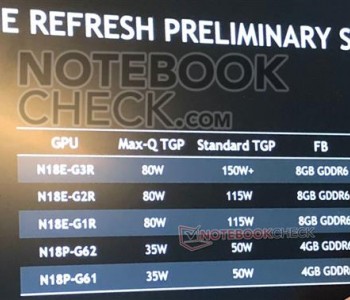 E REFRESH PRELIMINARY S
NOTEBOOK
CHECK.COM
GPU Max-Q TGP Standard TGP FB
N18E-G3R 80W 150W+ 8GB GDDR6
N18E-G2R 80W 115W 8GB GDDR6
N18E-G1R 80W 115W 8GB GDDR6
NOTEBOOKCHECK
N18P-G62 35W 50W 4GB GDDR6
N18P-G61 35W 50W 4GB GDDR6